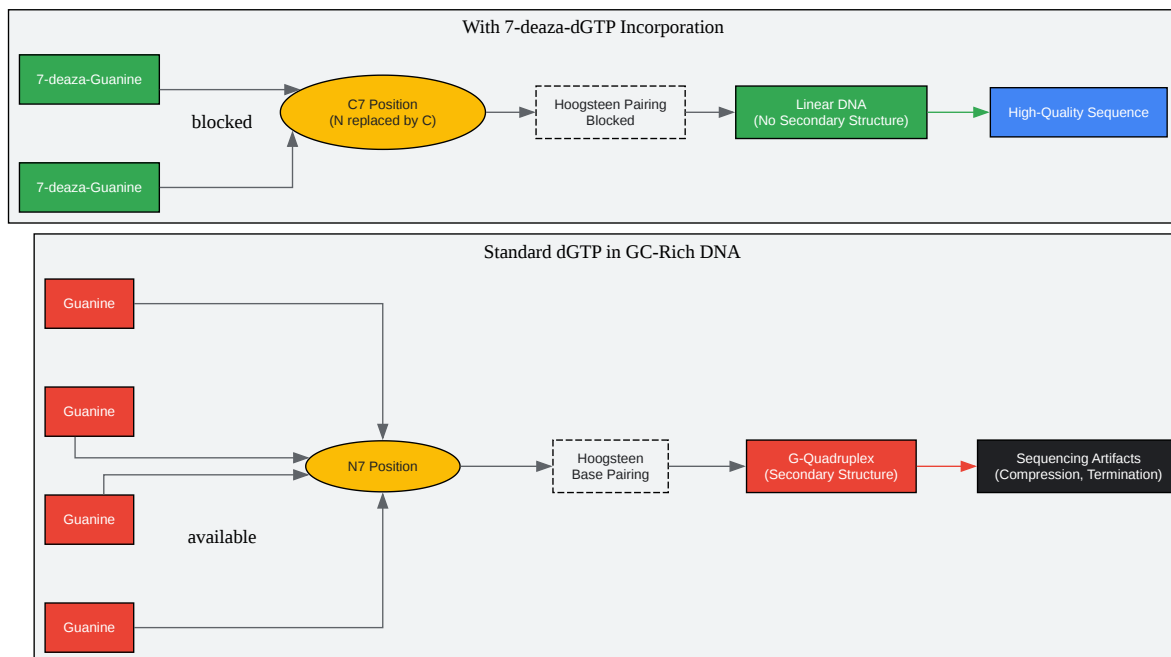 With 7-deaza-dGTP Incorporation
7-deaza-Guanine
blocked
7-deaza-Guanine
C7 Position
(N replaced by C)
Hoogsteen Pairing
Blocked
Linear DNA
(No Secondary Structure)
High-Quality Sequence
Standard dGTP in GC-Rich DNA
Guanine
Guanine
Guanine
available
Guanine
N7 Position
Hoogsteen
Base Pairing
G-Quadruplex
(Secondary Structure)
Sequencing Artifacts
(Compression, Termination)